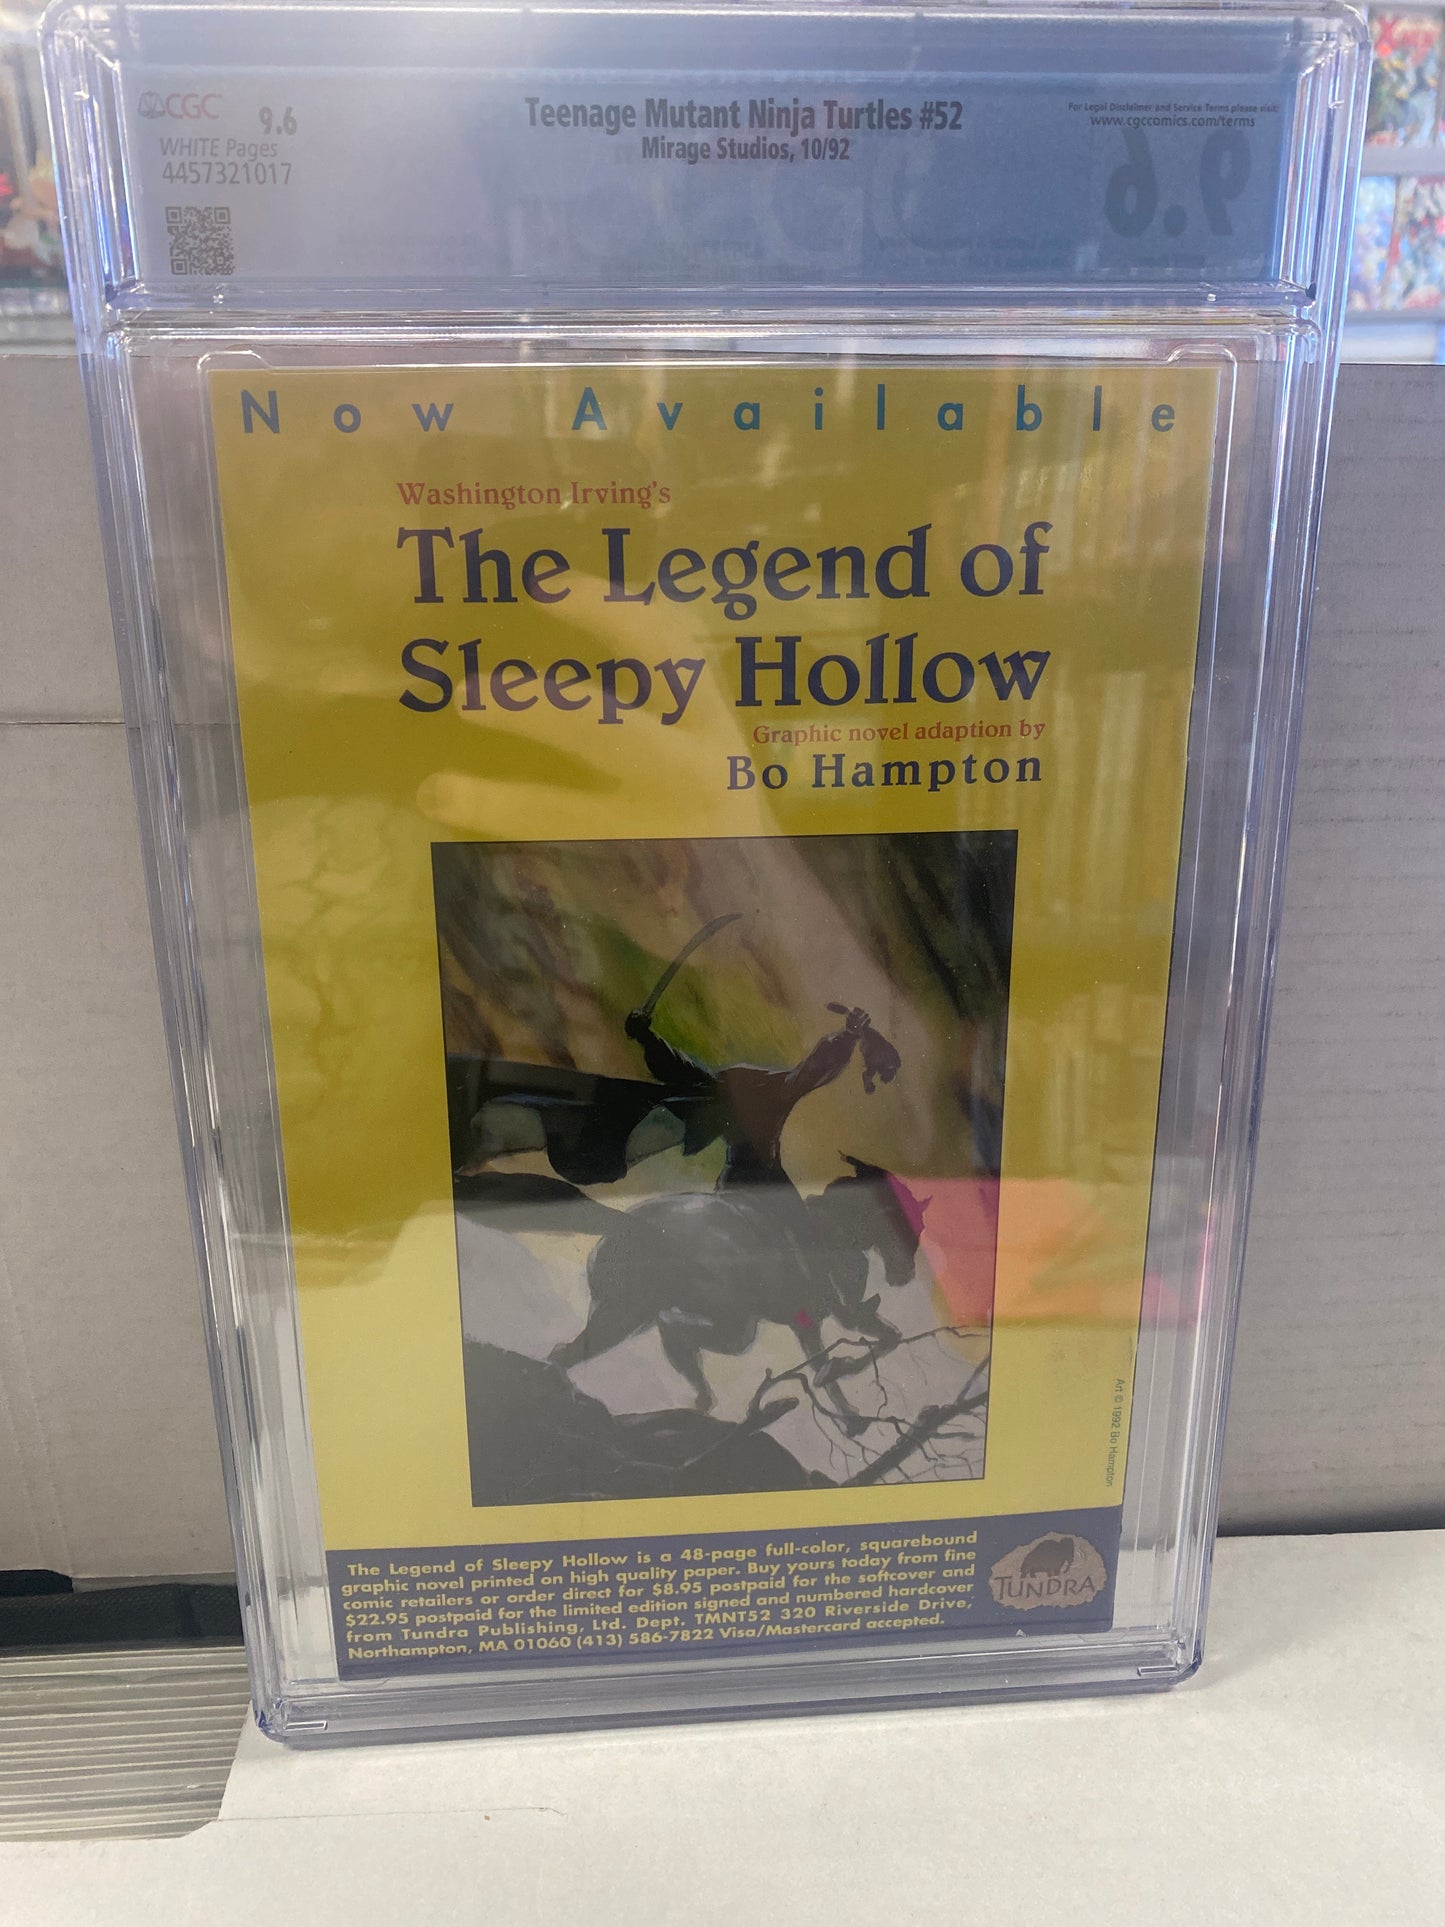 CGC 9.6
WHITE Pages
4457321017
Teenage Mutant Ninja Turtles #52
Mirage Studios, 10/92
For Legal Disclaimer and Service Terms please visit:
www.cgccomics.com/terms
9.6
Now Available
Washington Irving's
The Legend of
Sleepy Hollow
Graphic novel adaption by
Bo Hampton
Art © 1992 Bo Hampton
The Legend of Sleepy Hollow is a 48-page full-color, squarebound
graphic novel printed on high quality paper. Buy yours today from fine
comic retailers or order direct for $8.95 postpaid for the softcover and
$22.95 postpaid for the limited edition signed and numbered hardcover
from Tundra Publishing, Ltd. Dept. TMNT52 320 Riverside Drive,
Northampton, MA 01060 (413) 586-7822 Visa/Mastercard accepted.
TUNDRA